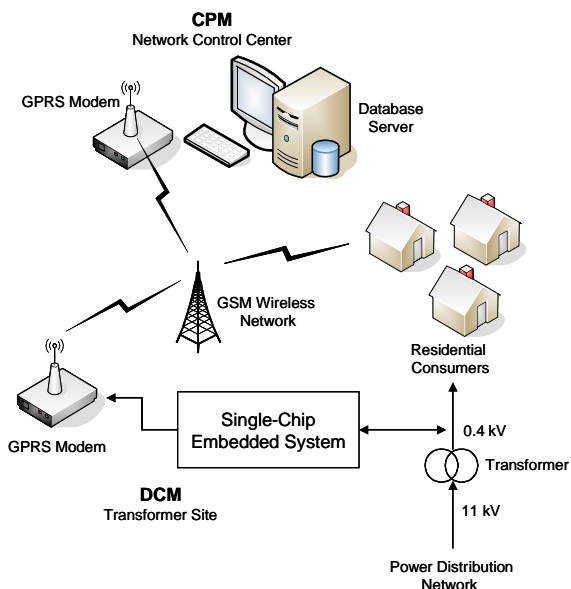 CPM
Network Control Center
GPRS Modem
Database
Server
GSM Wireless
Network
Residential
Consumers
GPRS Modem
Single-Chip
Embedded System
0.4 kV
Transformer
DCM
Transformer Site
11 kV
Power Distribution
Network